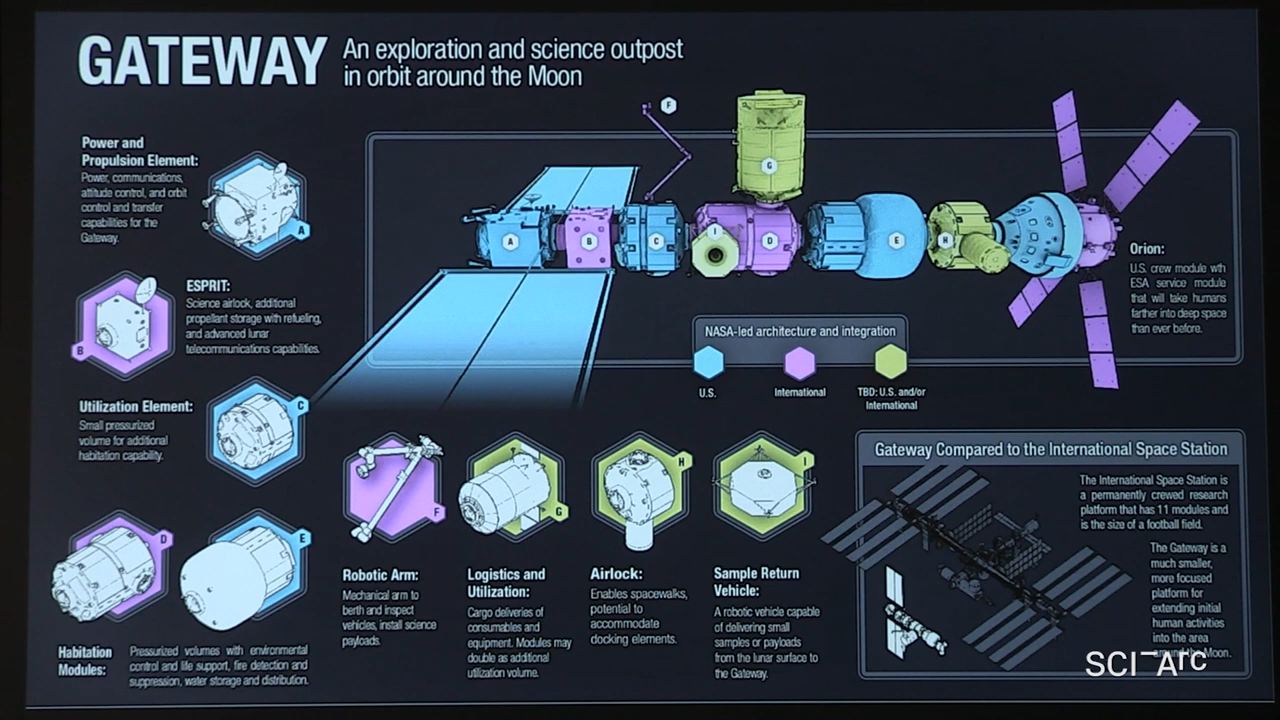 GATEWAY
An exploration and science outpost
in orbit around the Moon
Power and
Propulsion Element:
Power, communications,
attitude control, and orbit
control and transfer
capabilities for the
Gateway.
A
ESPRIT:
Science airlock, additional
propellant storage with refueling,
and advanced lunar
telecommunications capabilities.
B
Utilization Element:
Small pressurized
volume for additional
habitation capability.
C
D
E
Habitation
Modules:
Pressurized volumes with environmental
control and life support, fire detection and
suppression, water storage and distribution.
F
G
A
B
C
I
D
E
H
Orion:
U.S. crew module with
ESA service module
that will take humans
farther into deep space
than ever before.
NASA-led architecture and integration
U.S.
International
TBD: U.S. and/or
International
F
Robotic Arm:
Mechanical arm to
berth and inspect
vehicles, install science
payloads.
G
Logistics and
Utilization:
Cargo deliveries of
consumables and
equipment. Modules may
double as additional
utilization volume.
H
Airlock:
Enables spacewalks,
potential to
accommodate
docking elements.
I
Sample Return
Vehicle:
A robotic vehicle capable
of delivering small
samples or payloads
from the lunar surface to
the Gateway.
Gateway Compared to the International Space Station
The International Space Station is
a permanently crewed research
platform that has 11 modules and
is the size of a football field.
The Gateway is a
much smaller,
more focused
platform for
extending initial
human activities
into the area
around the Moon.
SCI-Arc